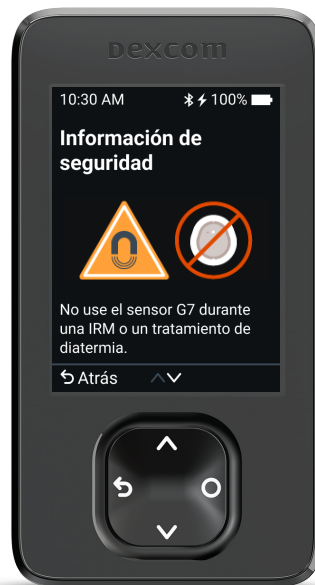 Dexcom
10:30 AM 100%
Información de
seguridad
No use el sensor G7 durante
una IRM o un tratamiento de
diatermia.
Atrás